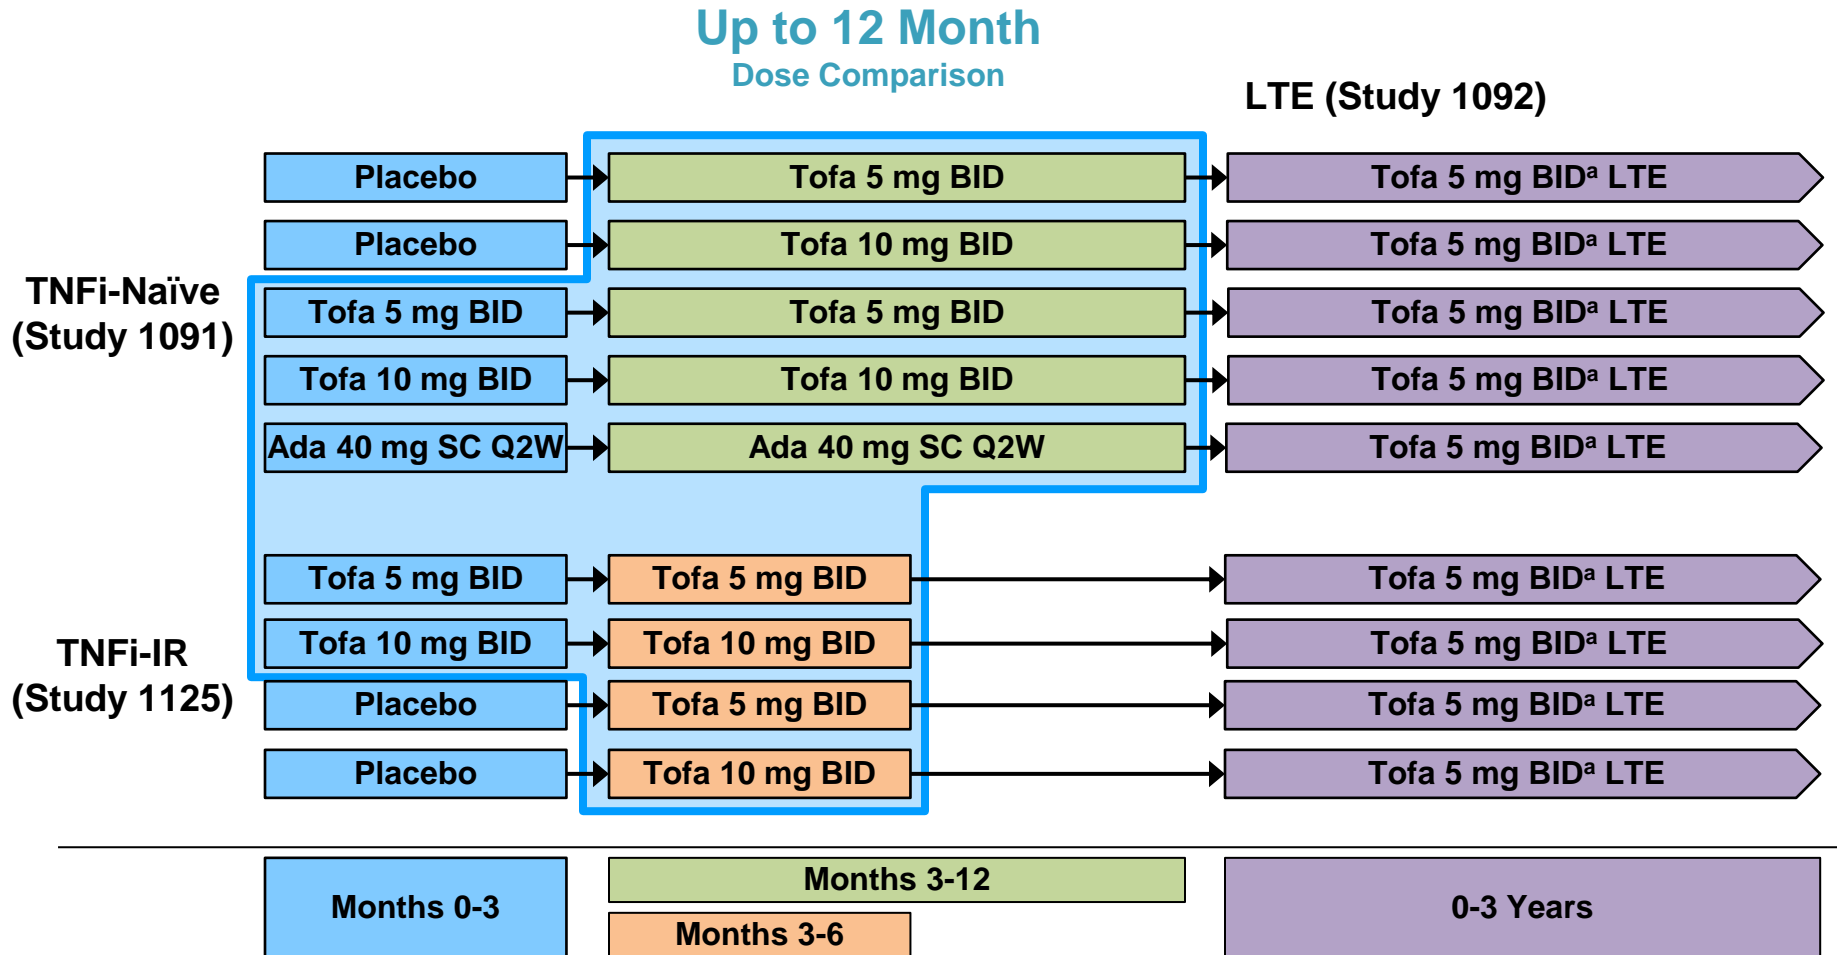 Up to 12 Month
Dose Comparison
LTE (Study 1092)
Placebo
Tofa 5 mg BID
Tofa 5 mg BIDᵃ LTE
Placebo
Tofa 10 mg BID
Tofa 5 mg BIDᵃ LTE
TNFi-Naïve
(Study 1091)
Tofa 5 mg BID
Tofa 5 mg BID
Tofa 5 mg BIDᵃ LTE
Tofa 10 mg BID
Tofa 10 mg BID
Tofa 5 mg BIDᵃ LTE
Ada 40 mg SC Q2W
Ada 40 mg SC Q2W
Tofa 5 mg BIDᵃ LTE
Tofa 5 mg BID
Tofa 5 mg BID
Tofa 5 mg BIDᵃ LTE
TNFi-IR
(Study 1125)
Tofa 10 mg BID
Tofa 10 mg BID
Tofa 5 mg BIDᵃ LTE
Placebo
Tofa 5 mg BID
Tofa 5 mg BIDᵃ LTE
Placebo
Tofa 10 mg BID
Tofa 5 mg BIDᵃ LTE
Months 0-3
Months 3-12
Months 3-6
0-3 Years